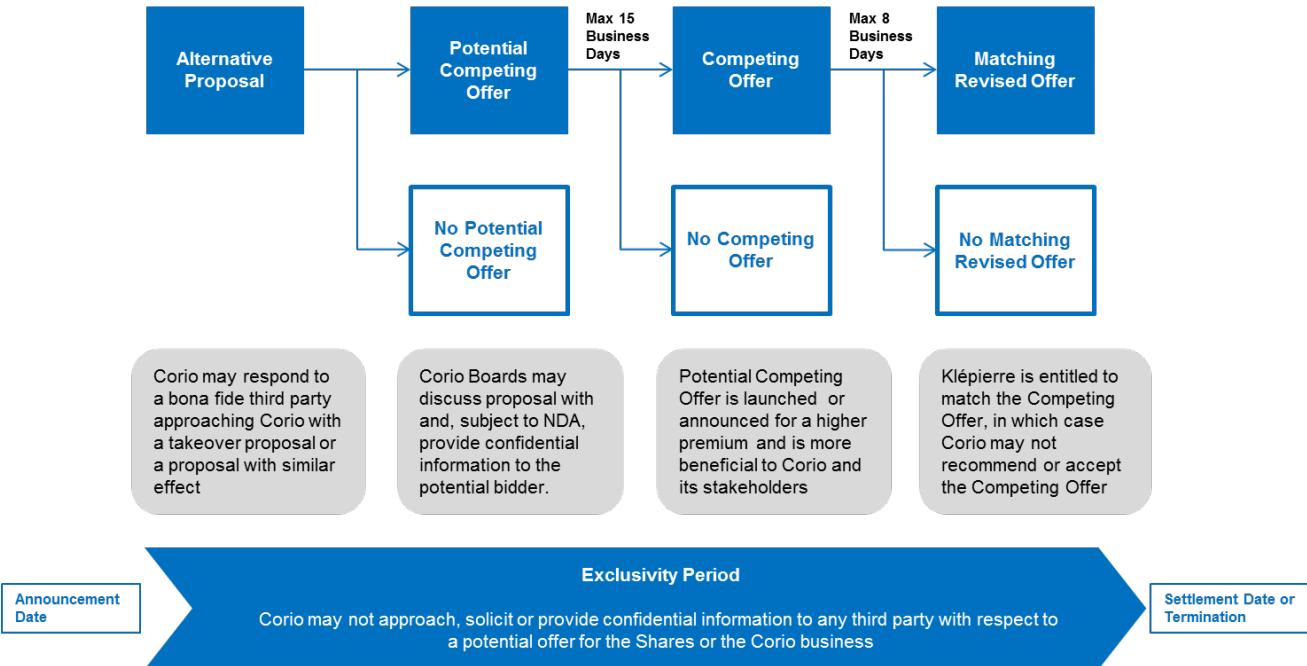 Alternative
Proposal
Potential
Competing
Offer
Max 15
Business
Days
Competing
Offer
Max 8
Business
Days
Matching
Revised Offer
No Potential
Competing
Offer
No Competing
Offer
No Matching
Revised Offer
Corio may respond to
a bona fide third party
approaching Corio with
a takeover proposal or
a proposal with similar
effect
Corio Boards may
discuss proposal with
and, subject to NDA,
provide confidential
information to the
potential bidder.
Potential Competing
Offer is launched or
announced for a higher
premium and is more
beneficial to Corio and
its stakeholders
Klépierre is entitled to
match the Competing
Offer, in which case
Corio may not
recommend or accept
the Competing Offer
Announcement
Date
Exclusivity Period
Corio may not approach, solicit or provide confidential information to any third party with respect to
a potential offer for the Shares or the Corio business
Settlement Date or
Termination